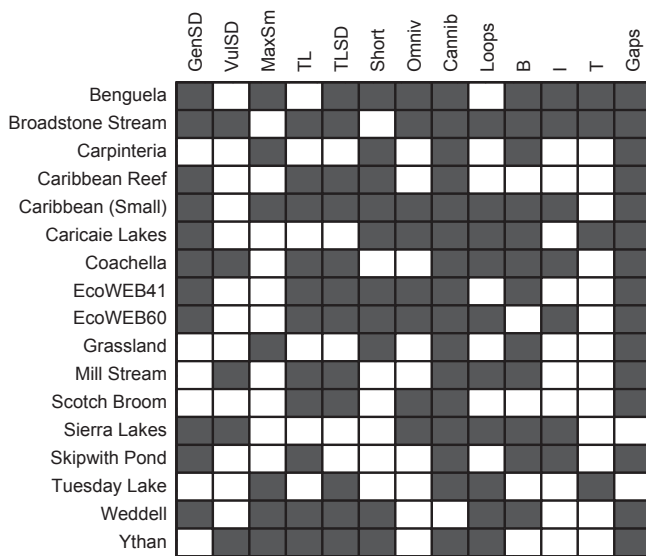 GenSD VulSD MaxSm TL TLSD Short Omniv Cannib Loops B I T Gaps
Benguela
Broadstone Stream
Carpinteria
Caribbean Reef
Caribbean (Small)
Caricaie Lakes
Coachella
EcoWEB41
EcoWEB60
Grassland
Mill Stream
Scotch Broom
Sierra Lakes
Skipwith Pond
Tuesday Lake
Weddell
Ythan